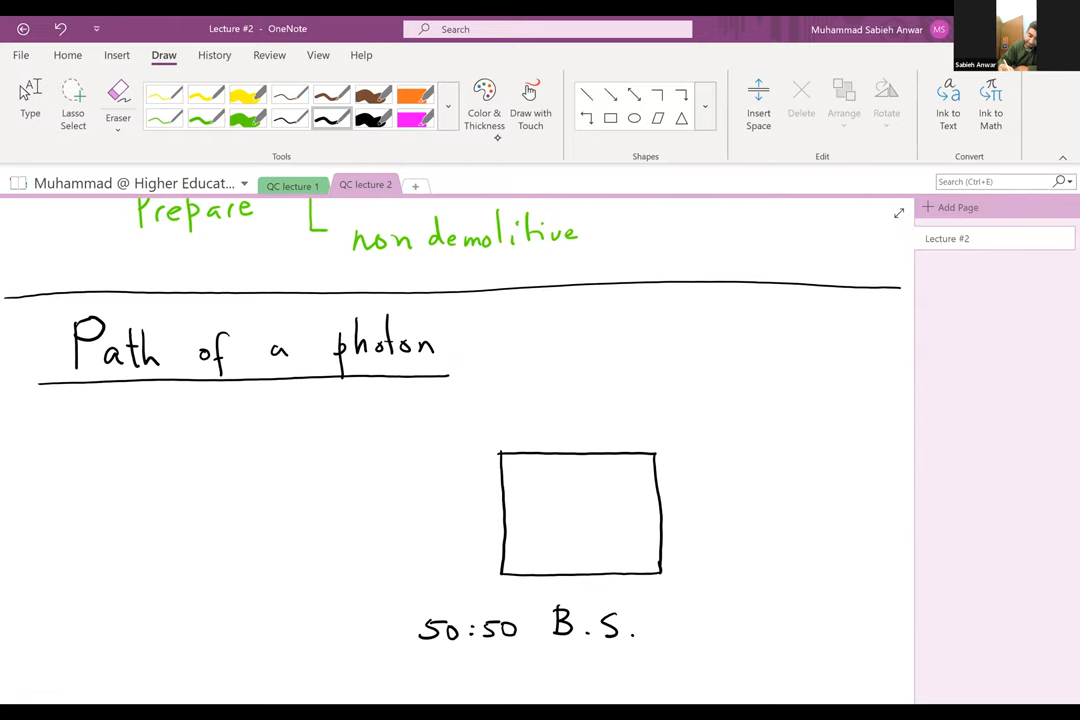 Lecture #2 - OneNote
Search
Muhammad Sabieh Anwar
MS
Sabieh Anwar
File Home Insert Draw History Review View Help
Type
Lasso Select
Eraser
Color & Thickness
Draw with Touch
Insert Space
Delete
Arrange
Rotate
Ink to Text
Ink to Math
Tools
Shapes
Edit
Convert
Muhammad @ Higher Educat...
QC lecture 1
QC lecture 2
Search (Ctrl+E)
Add Page
Lecture #2
Prepare
non demolitive
Path of a photon
50:50 B.S.